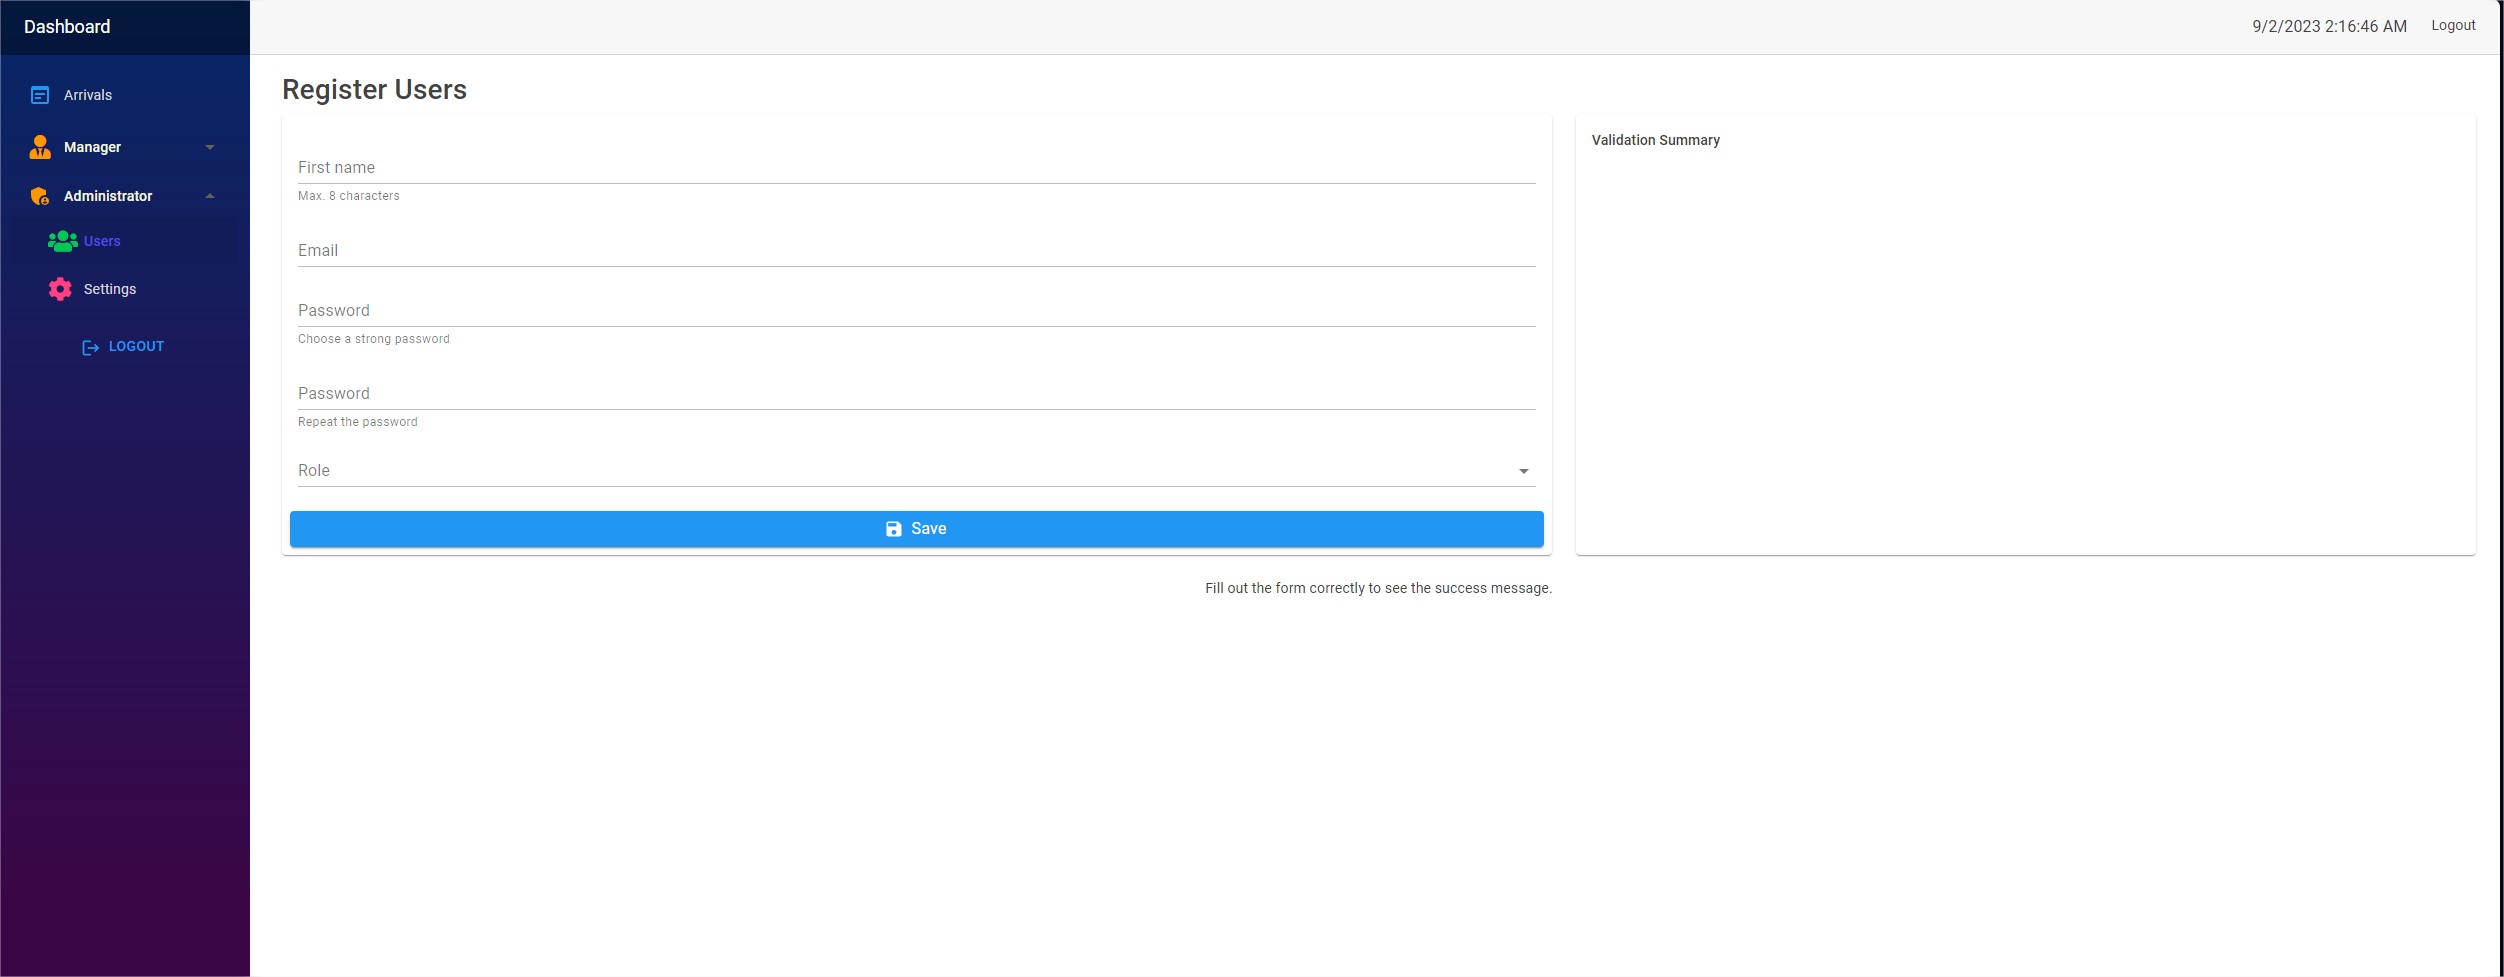 Dashboard
9/2/2023 2:16:46 AM Logout
Arrivals
Manager
Administrator
Users
Settings
LOGOUT
Register Users
First name
Max. 8 characters
Email
Password
Choose a strong password
Password
Repeat the password
Role
Save
Fill out the form correctly to see the success message.
Validation Summary